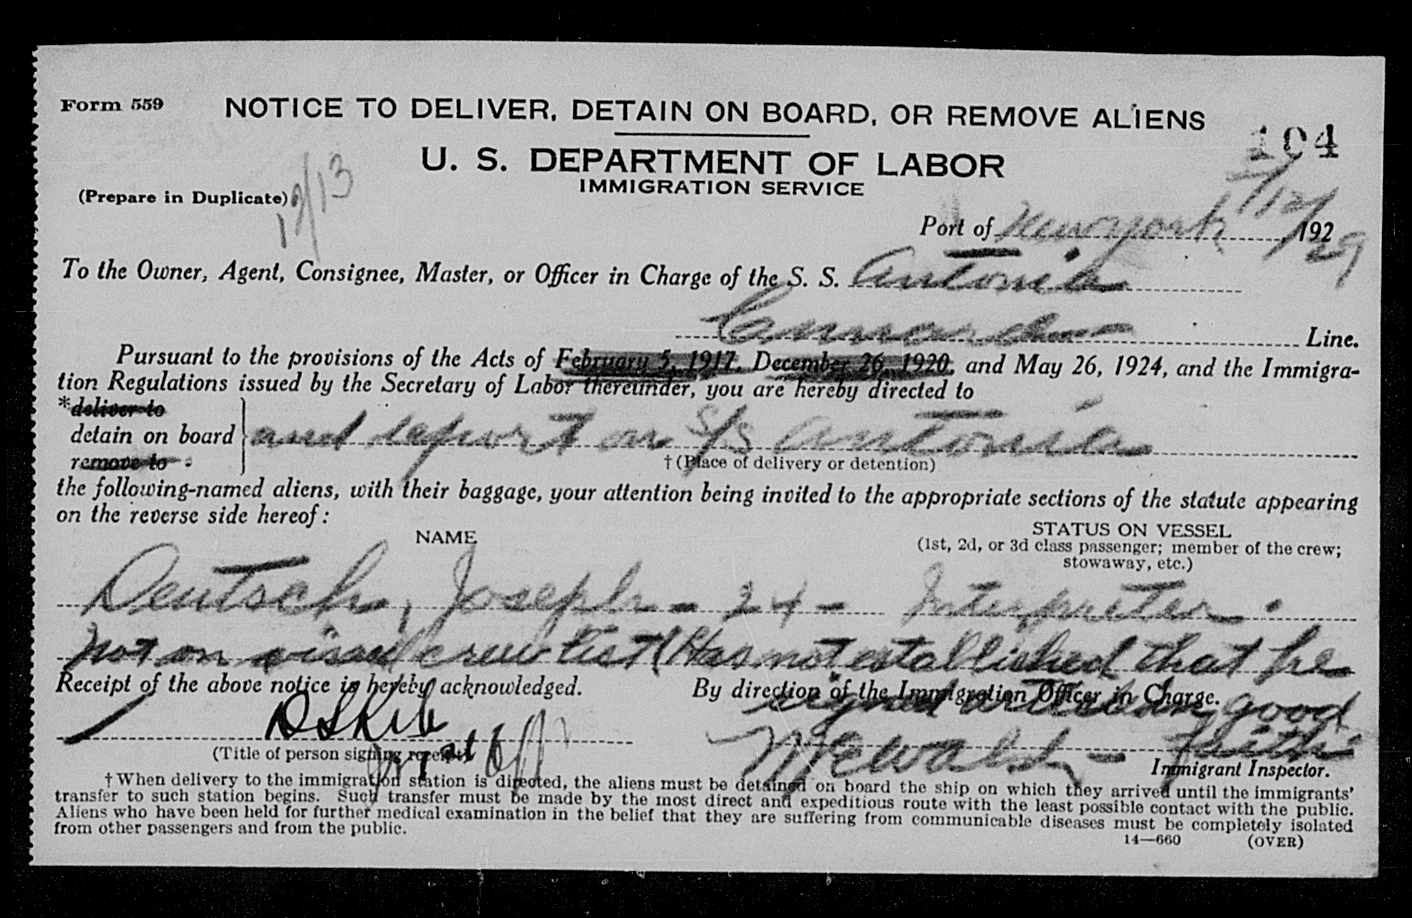 Form 559
NOTICE TO DELIVER, DETAIN ON BOARD, OR REMOVE ALIENS
104
U. S. DEPARTMENT OF LABOR
IMMIGRATION SERVICE
(Prepare in Duplicate)
Port of New York 192 29
To the Owner, Agent, Consignee, Master, or Officer in Charge of the S. S. Antonia
Cunard Line.
Pursuant to the provisions of the Acts of February 5, 1917, December 26, 1920, and May 26, 1924, and the Immigra-
tion Regulations issued by the Secretary of Labor thereunder, you are hereby directed to
*deliver to
detain on board and deport on S/S Antonia
remove to
†(Place of delivery or detention)
the following-named aliens, with their baggage, your attention being invited to the appropriate sections of the statute appearing
on the reverse side hereof:
NAME
STATUS ON VESSEL
(1st, 2d, or 3d class passenger; member of the crew;
stowaway, etc.)
Deutsch, Joseph - 24 - Interpreter.
Not on visaed crew list (Has not established that he
Receipt of the above notice is hereby acknowledged.
By direction of the Immigration Officer in Charge.
signed articles in good
faith
(Title of person signing receipt)
Immigrant Inspector.
†When delivery to the immigration station is directed, the aliens must be detained on board the ship on which they arrived until the immigrants'
transfer to such station begins. Such transfer must be made by the most direct and expeditious route with the least possible contact with the public.
Aliens who have been held for further medical examination in the belief that they are suffering from communicable diseases must be completely isolated
from other passengers and from the public.
14—660
(OVER)